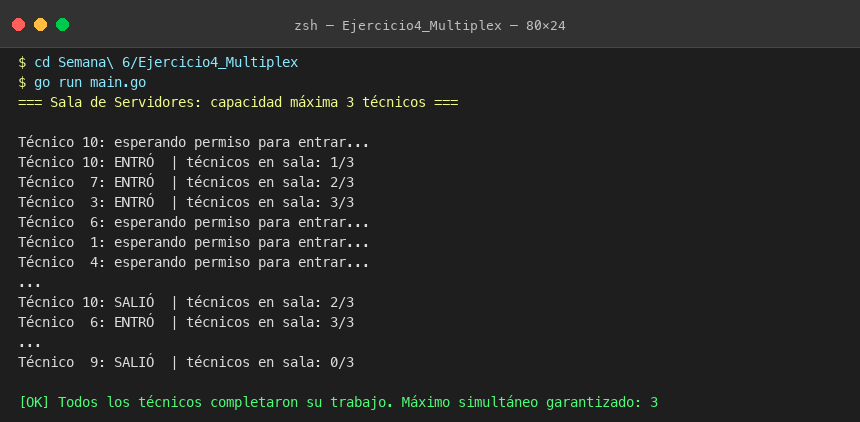 zsh — Ejercicio4_Multiplex — 80×24
$ cd Semana\ 6/Ejercicio4_Multiplex
$ go run main.go
=== Sala de Servidores: capacidad máxima 3 técnicos ===
Técnico 10: esperando permiso para entrar...
Técnico 10: ENTRÓ  | técnicos en sala: 1/3
Técnico  7: ENTRÓ  | técnicos en sala: 2/3
Técnico  3: ENTRÓ  | técnicos en sala: 3/3
Técnico  6: esperando permiso para entrar...
Técnico  1: esperando permiso para entrar...
Técnico  4: esperando permiso para entrar...
...
Técnico 10: SALIÓ  | técnicos en sala: 2/3
Técnico  6: ENTRÓ  | técnicos en sala: 3/3
...
Técnico  9: SALIÓ  | técnicos en sala: 0/3
[OK] Todos los técnicos completaron su trabajo. Máximo simultáneo garantizado: 3